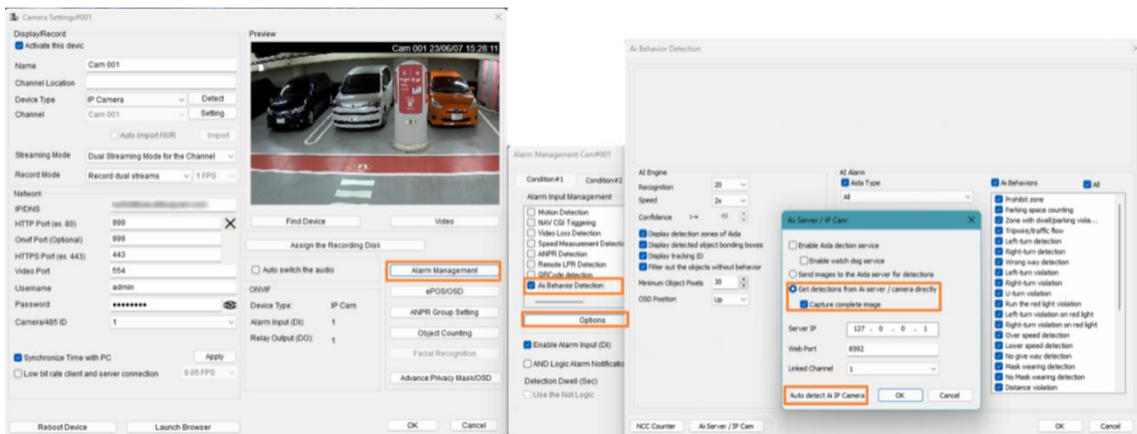 Camera Settings#001
Display/Record
Activate this devic
Name Cam 001
Channel Location
Device Type IP Camera Detect
Channel Cam 001 Setting
Auto Import NVR Import
Streaming Mode Dual Streaming Mode for the Channel
Record Mode Record dual streams 1 FPS
Network
IP/DNS
HTTP Port (ex. 80) 999
Onvif Port (Optional) 999
HTTPS Port (ex. 443) 443
Video Port 554
Username admin
Password ••••••••
Camera/485 ID 1
Synchronize Time with PC Apply
Low bit rate client and server connection 0.05 FPS
Reboot Device Launch Browser
Preview
Cam 001 23/06/07 15:28:11
Find Device Video
Assign the Recording Disk
Auto switch the audio Alarm Management
ONVIF ePOS/OSD
Device Type: IP Cam ANPR Group Setting
Alarm Input (DI): 1
Relay Output (DO): 1 Object Counting
Facial Recognition
Advance Privacy Mask/OSD
OK Cancel
Alarm Management Cam#001
Condition#1 Condition#2
Alarm Input Management
Motion Detection
NAV CGI Triggering
Video Loss Detection
Speed Measurement Detectio
ANPR Detection
Remote LPR Detection
QRCode detection
Ai Behavior Detection
Options
Enable Alarm Input (DI)
AND Logic Alarm Notificatio
Detection Dwell (Sec)
Use the Not Logic
Ai Behavior Detection
AI Engine
Recognition 20
Speed 2x
Confidence >= 40
Display detection zones of Aida
Display detected object bonding boxes
Display tracking ID
Filter out the objects without behavior
Minimum Object Pixels 30
OSD Position Up
NCC Counter Ai Server / IP Cam
AI Alarm
Aida Type
All
Ai Server / IP Cam
Enable Aida dection service
Enable watch dog service
Send images to the Aida server for detections
Get detections from Ai server / camera directly
Capture complete image
Server IP 127 . 0 . 0 . 1
Web Port 8592
Linked Channel 1
Auto detect Ai IP Camera OK Cancel
Ai Behaviors All
Prohibit zone
Parking space counting
Zone with dwell/parking viola...
Tripwire/traffic flow
Left-turn detection
Right-turn detection
Wrong way detection
Left-turn violation
Right-turn violation
U-turn violation
Run the red light violation
Left-turn violation on red light
Right-turn violation on red light
Over speed detection
Lower speed detection
No give way detection
Mask wearing detection
No Mask wearing detection
Distance violation
OK Cancel